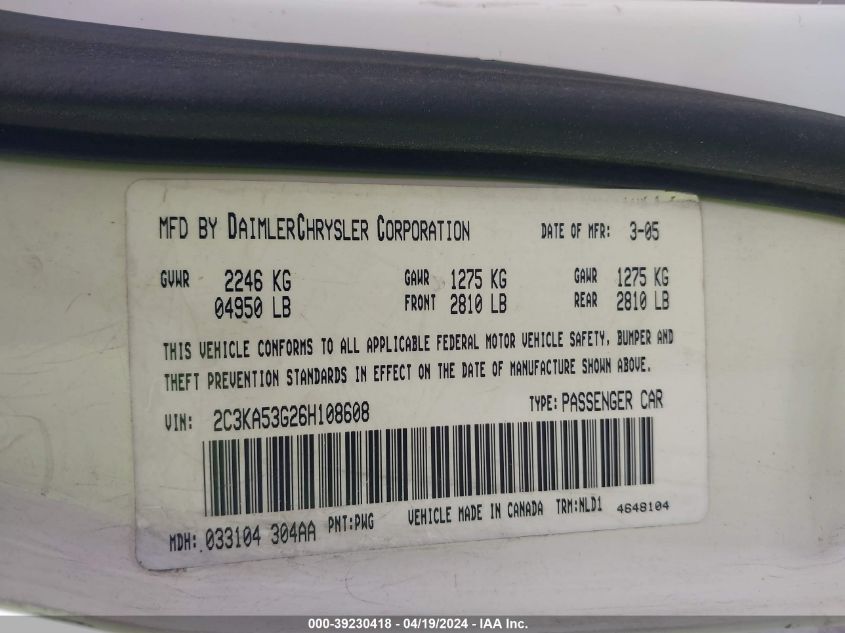 MFD BY DAIMLERCHRYSLER CORPORATION DATE OF MFR: 3-05
GVWR 2246 KG GAWR 1275 KG GAWR 1275 KG
04950 LB FRONT 2810 LB REAR 2810 LB
THIS VEHICLE CONFORMS TO ALL APPLICABLE FEDERAL MOTOR VEHICLE SAFETY, BUMPER AND
THEFT PREVENTION STANDARDS IN EFFECT ON THE DATE OF MANUFACTURE SHOWN ABOVE.
VIN: 2C3KA53G26H108608 TYPE: PASSENGER CAR
MDH: 033104 304AA PNT:PWG VEHICLE MADE IN CANADA TRM:NLD1 4648104
000-39230418 - 04/19/2024 - IAA Inc.